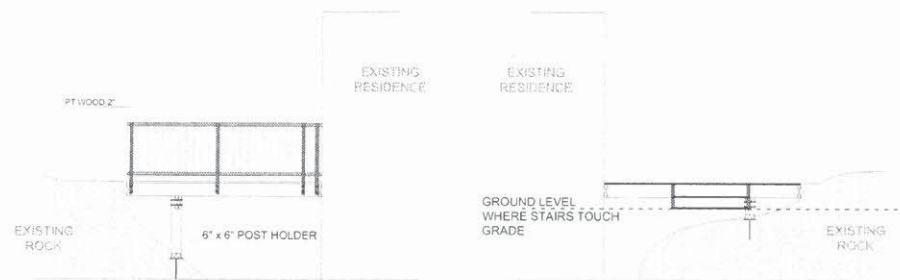 EXISTING
RESIDENCE
EXISTING
RESIDENCE
PT WOOD 2"
GROUND LEVEL
WHERE STAIRS TOUCH
GRADE
EXISTING
ROCK
6" x 6" POST HOLDER
EXISTING
ROCK